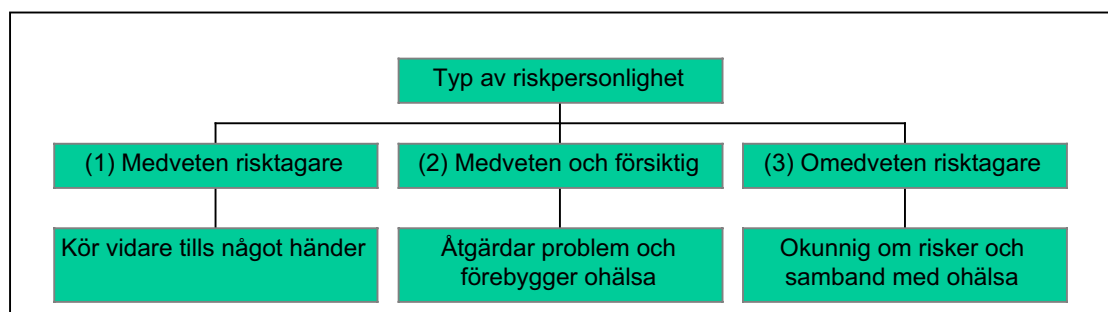 Typ av riskpersonlighet
(1) Medveten risktagare
(2) Medveten och försiktig
(3) Omedveten risktagare
Kör vidare tills något händer
Åtgärdar problem och
förebygger ohälsa
Okunnig om risker och
samband med ohälsa